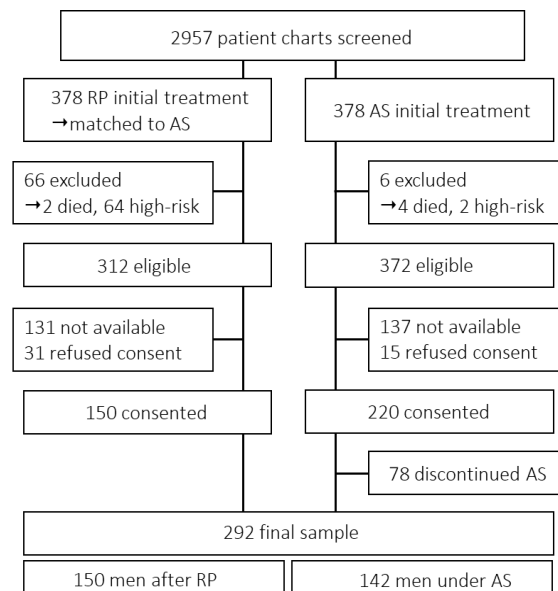 2957 patient charts screened
378 RP initial treatment
→matched to AS
378 AS initial treatment
66 excluded
→2 died, 64 high-risk
6 excluded
→4 died, 2 high-risk
312 eligible
372 eligible
131 not available
31 refused consent
137 not available
15 refused consent
150 consented
220 consented
78 discontinued AS
292 final sample
150 men after RP
142 men under AS